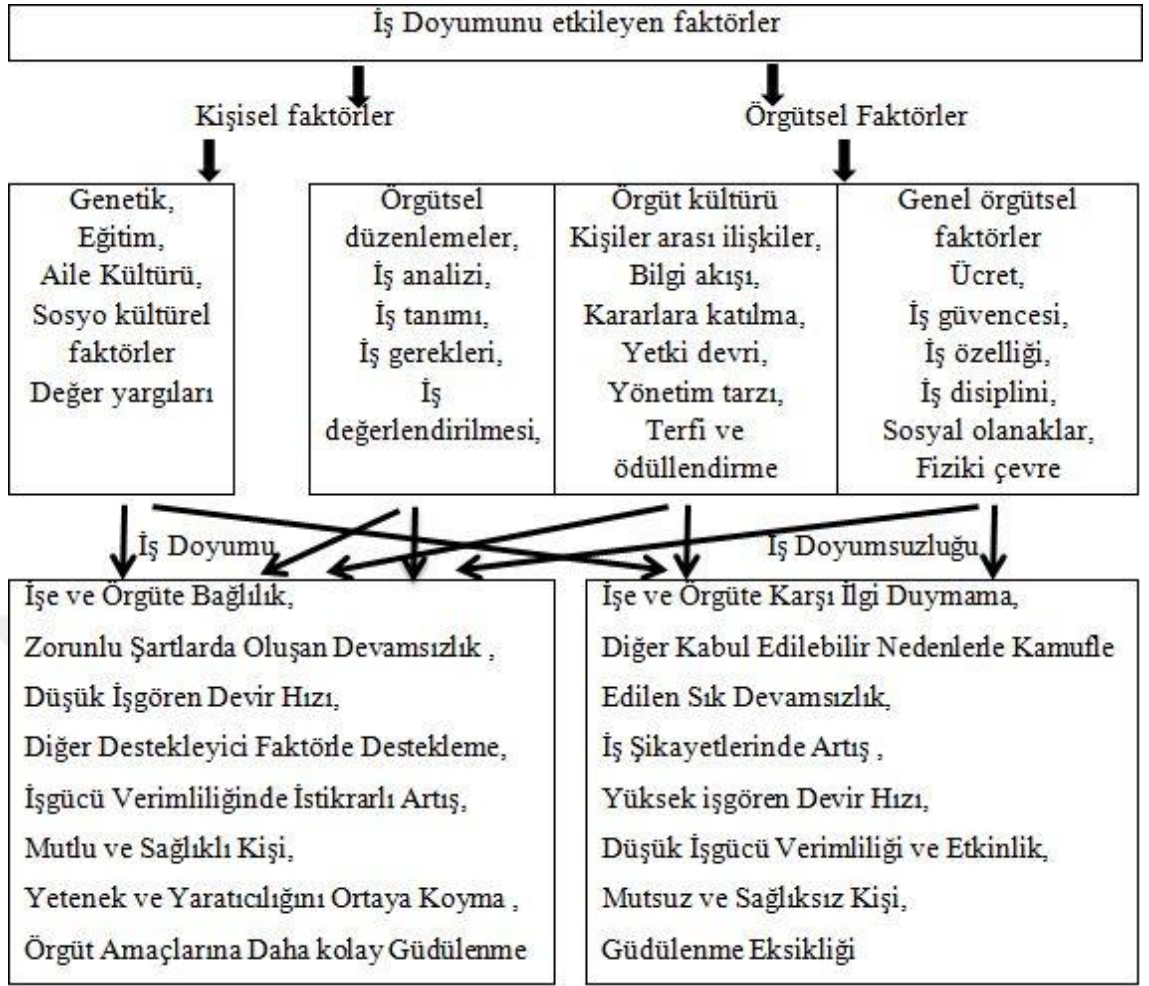 İş Doyumunu etkileyen faktörler
Kişisel faktörler
Örgütsel Faktörler
Genetik,
Eğitim,
Aile Kültürü,
Sosyo kültürel
faktörler
Değer yargıları
Örgütsel
düzenlemeler,
İş analizi,
İş tanımı,
İş gerekleri,
İş
değerlendirilmesi,
Örgüt kültürü
Kişiler arası ilişkiler,
Bilgi akışı,
Kararlara katılma,
Yetki devri,
Yönetim tarzı,
Terfi ve
ödüllendirme
Genel örgütsel
faktörler
Ücret,
İş güvencesi,
İş özelliği,
İş disiplini,
Sosyal olanaklar,
Fiziki çevre
İş Doyumu
İş Doyumsuzluğu
İşe ve Örgüte Bağlılık,
Zorunlu Şartlarda Oluşan Devamsızlık ,
Düşük İşgören Devir Hızı,
Diğer Destekleyici Faktörle Destekleme,
İşgücü Verimliliğinde İstikrarlı Artış,
Mutlu ve Sağlıklı Kişi,
Yetenek ve Yaratıcılığını Ortaya Koyma ,
Örgüt Amaçlarına Daha kolay Güdülenme
İşe ve Örgüte Karşı İlgi Duymama,
Diğer Kabul Edilebilir Nedenlerle Kamufle
Edilen Sık Devamsızlık,
İş Şikayetlerinde Artış ,
Yüksek işgören Devir Hızı,
Düşük İşgücü Verimliliği ve Etkinlik,
Mutsuz ve Sağlıksız Kişi,
Güdülenme Eksikliği